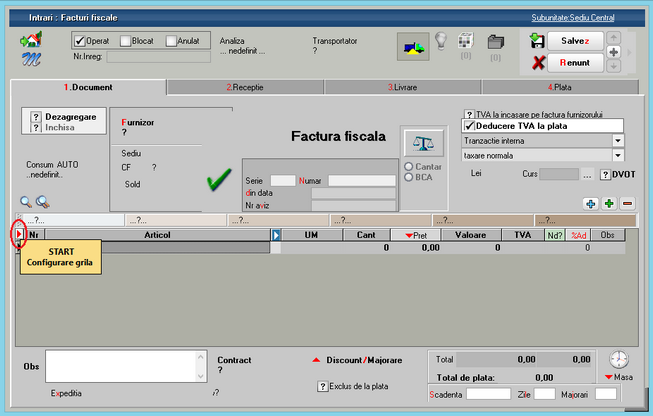 Intrari : Facturi fiscale
Subunitate:Sediu Central
Operat Blocat Anulat
Nr.Inreg:
Analiza
... nedefinit ...
Transportator
?
(0) (0)
Salvez
Renunt
1.Document 2.Receptie 3.Livrare 4.Plata
? Dezagregare
? Inchisa
Consum AUTO
..nedefinit..
Furnizor
?
Sediu
CF ?
Sold
Factura fiscala
Serie Numar
din data
Nr aviz
Cantar
BCA
? TVA la incasare pe factura furnizorului
Deducere TVA la plata
Tranzactie interna
taxare normala
Lei Curs ... ? DVOT
...?... ...?... ...?... ...?... ...?... ...?...
Nr Articol UM Cant Pret Valoare TVA Nd? %Ad Obs
0 0,00 0 0
START
Configurare grila
Obs
Expeditia /?
Contract
?
Discount/Majorare
? Exclus de la plata
Total 0,00 0,00
Total de plata: 0,00
Scadenta Zile Majorari
Masa